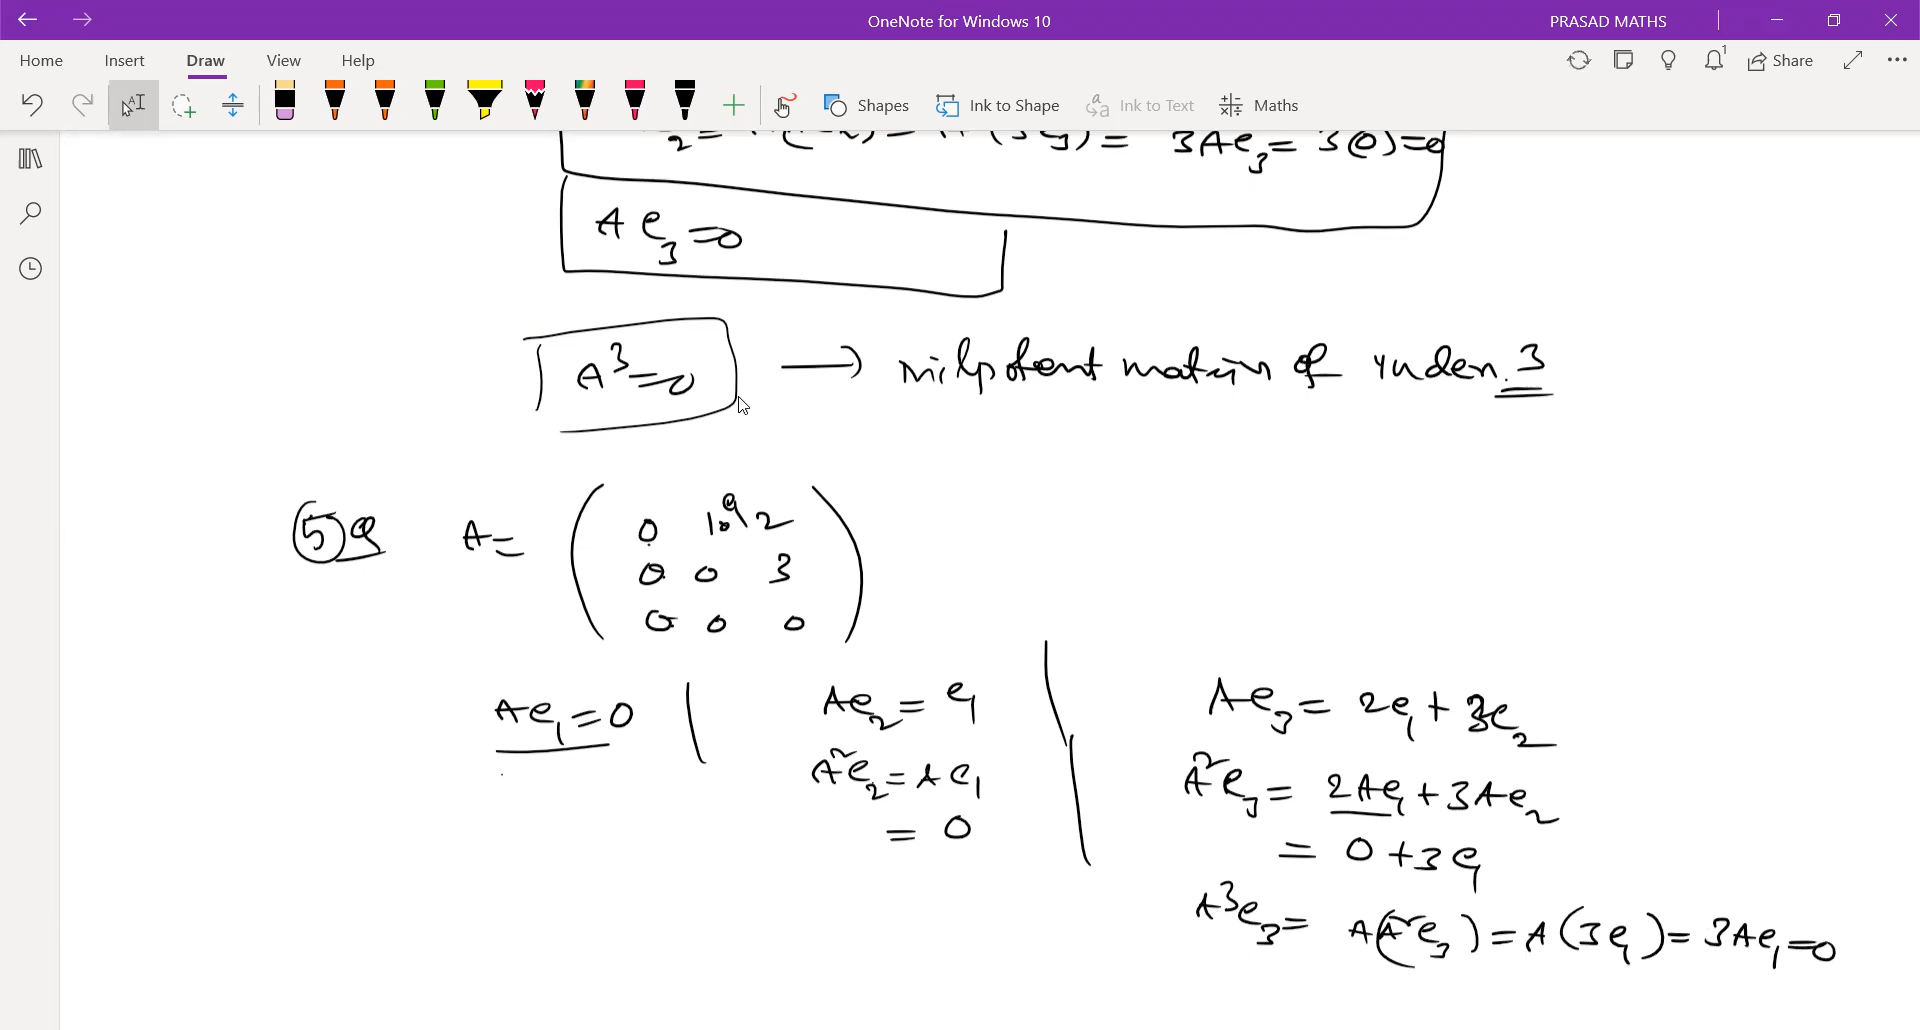 OneNote for Windows 10
PRASAD MATHS
Home Insert Draw View Help
1
Share
Shapes Ink to Shape Ink to Text Maths
3Ae₃ = 3(0)=0
Ae₃=0
A³=0 → nilpotent matrix of index 3
5Q A= ( 0 1 2
0 0 3
0 0 0 )
Ae₁=0
Ae₂ = e₁
A²e₂ = Ae₁
= 0
Ae₃ = 2e₁ + 3e₂
A²e₃ = 2Ae₁ + 3Ae₂
= 0 + 3e₁
A³e₃ = A(A²e₃) = A(3e₁) = 3Ae₁ = 0